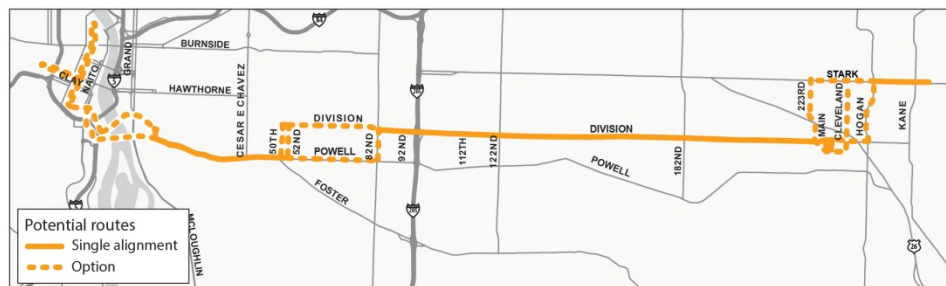 84
BURNSIDE
GRAND
CESAR E CHAVEZ
CLAY
NAITO
5
HAWTHORNE
205
STARK
223RD
MAIN
CLEVELAND
HOGAN
KANE
50TH
52ND
DIVISION
POWELL
82ND
92ND
112TH
122ND
DIVISION
182ND
POWELL
FOSTER
MCLOUGHLIN
205
26
Potential routes
Single alignment
Option